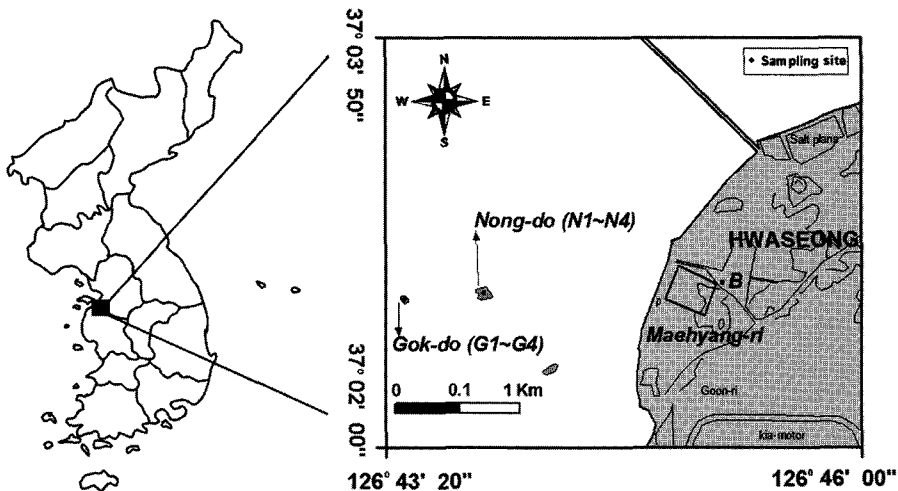 37° 03' 50"
• Sampling site
N
W
E
S
Salt plans
Nong-do (N1~N4)
HWASEONG
B
Maehyang-ri
Gok-do (G1~G4)
0 0.1 1 Km
Goon-ri
kia-motor
37° 02' 00"
126° 43' 20"
126° 46' 00"